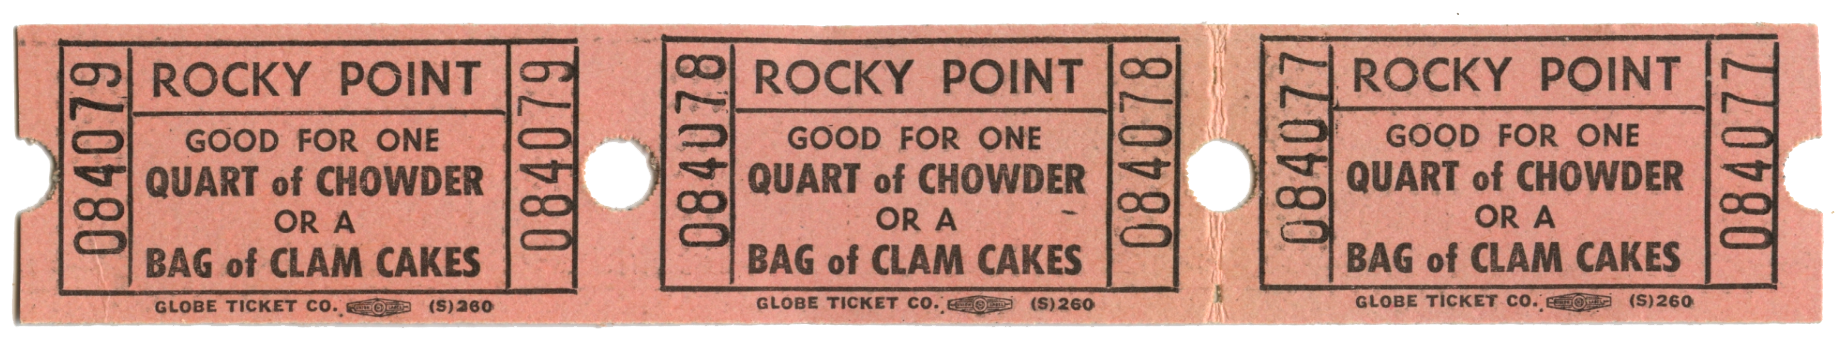 084079
ROCKY POINT
GOOD FOR ONE
QUART of CHOWDER
OR A
BAG of CLAM CAKES
084079
GLOBE TICKET CO. (S)260
084078
ROCKY POINT
GOOD FOR ONE
QUART of CHOWDER
OR A
BAG of CLAM CAKES
084078
GLOBE TICKET CO. (S)260
084077
ROCKY POINT
GOOD FOR ONE
QUART of CHOWDER
OR A
BAG of CLAM CAKES
084077
GLOBE TICKET CO. (S)260